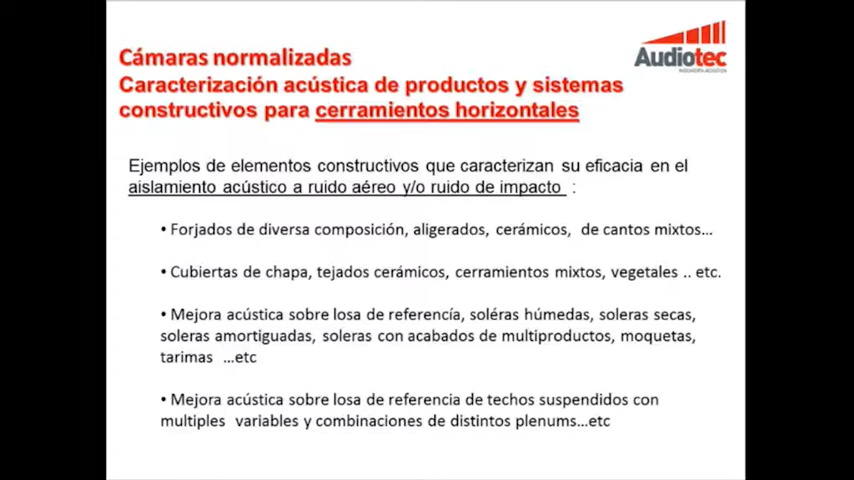 Cámaras normalizadas
Caracterización acústica de productos y sistemas
constructivos para cerramientos horizontales
Audiotec
INGENIERÍA ACÚSTICA
Ejemplos de elementos constructivos que caracterizan su eficacia en el
aislamiento acústico a ruido aéreo y/o ruido de impacto :
• Forjados de diversa composición, aligerados, cerámicos, de cantos mixtos...
• Cubiertas de chapa, tejados cerámicos, cerramientos mixtos, vegetales .. etc.
• Mejora acústica sobre losa de referencía, soléras húmedas, soleras secas,
soleras amortiguadas, soleras con acabados de multiproductos, moquetas,
tarimas ...etc
• Mejora acústica sobre losa de referencia de techos suspendidos con
multiples variables y combinaciones de distintos plenums...etc